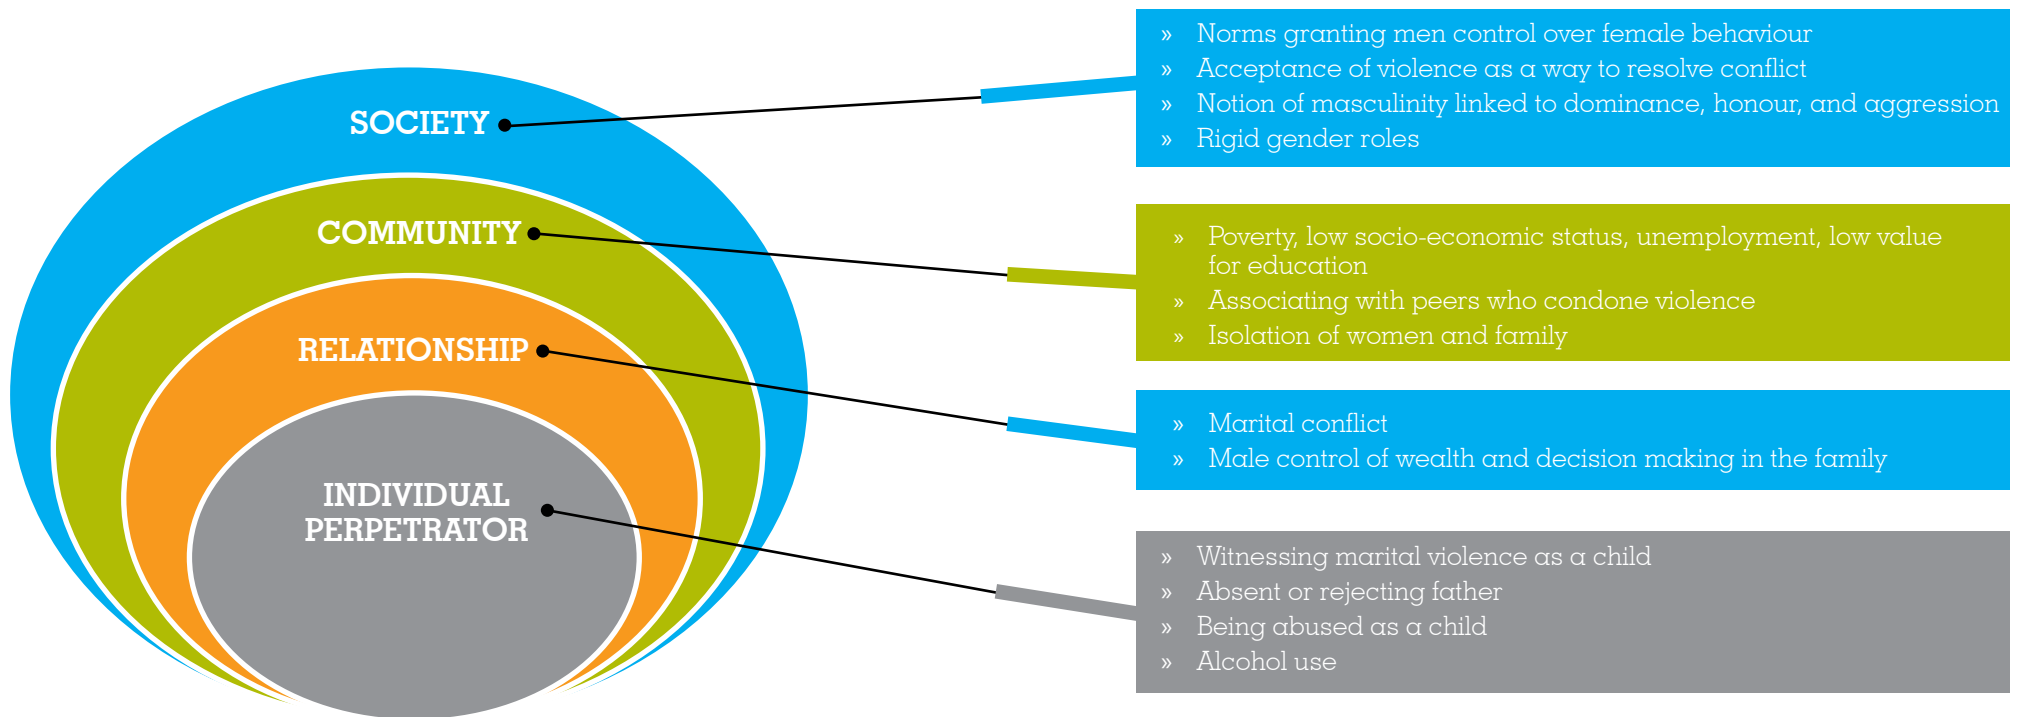 SOCIETY
» Norms granting men control over female behaviour
» Acceptance of violence as a way to resolve conflict
» Notion of masculinity linked to dominance, honour, and aggression
» Rigid gender roles
COMMUNITY
» Poverty, low socio-economic status, unemployment, low value
for education
» Associating with peers who condone violence
» Isolation of women and family
RELATIONSHIP
» Marital conflict
» Male control of wealth and decision making in the family
INDIVIDUAL
PERPETRATOR
» Witnessing marital violence as a child
» Absent or rejecting father
» Being abused as a child
» Alcohol use